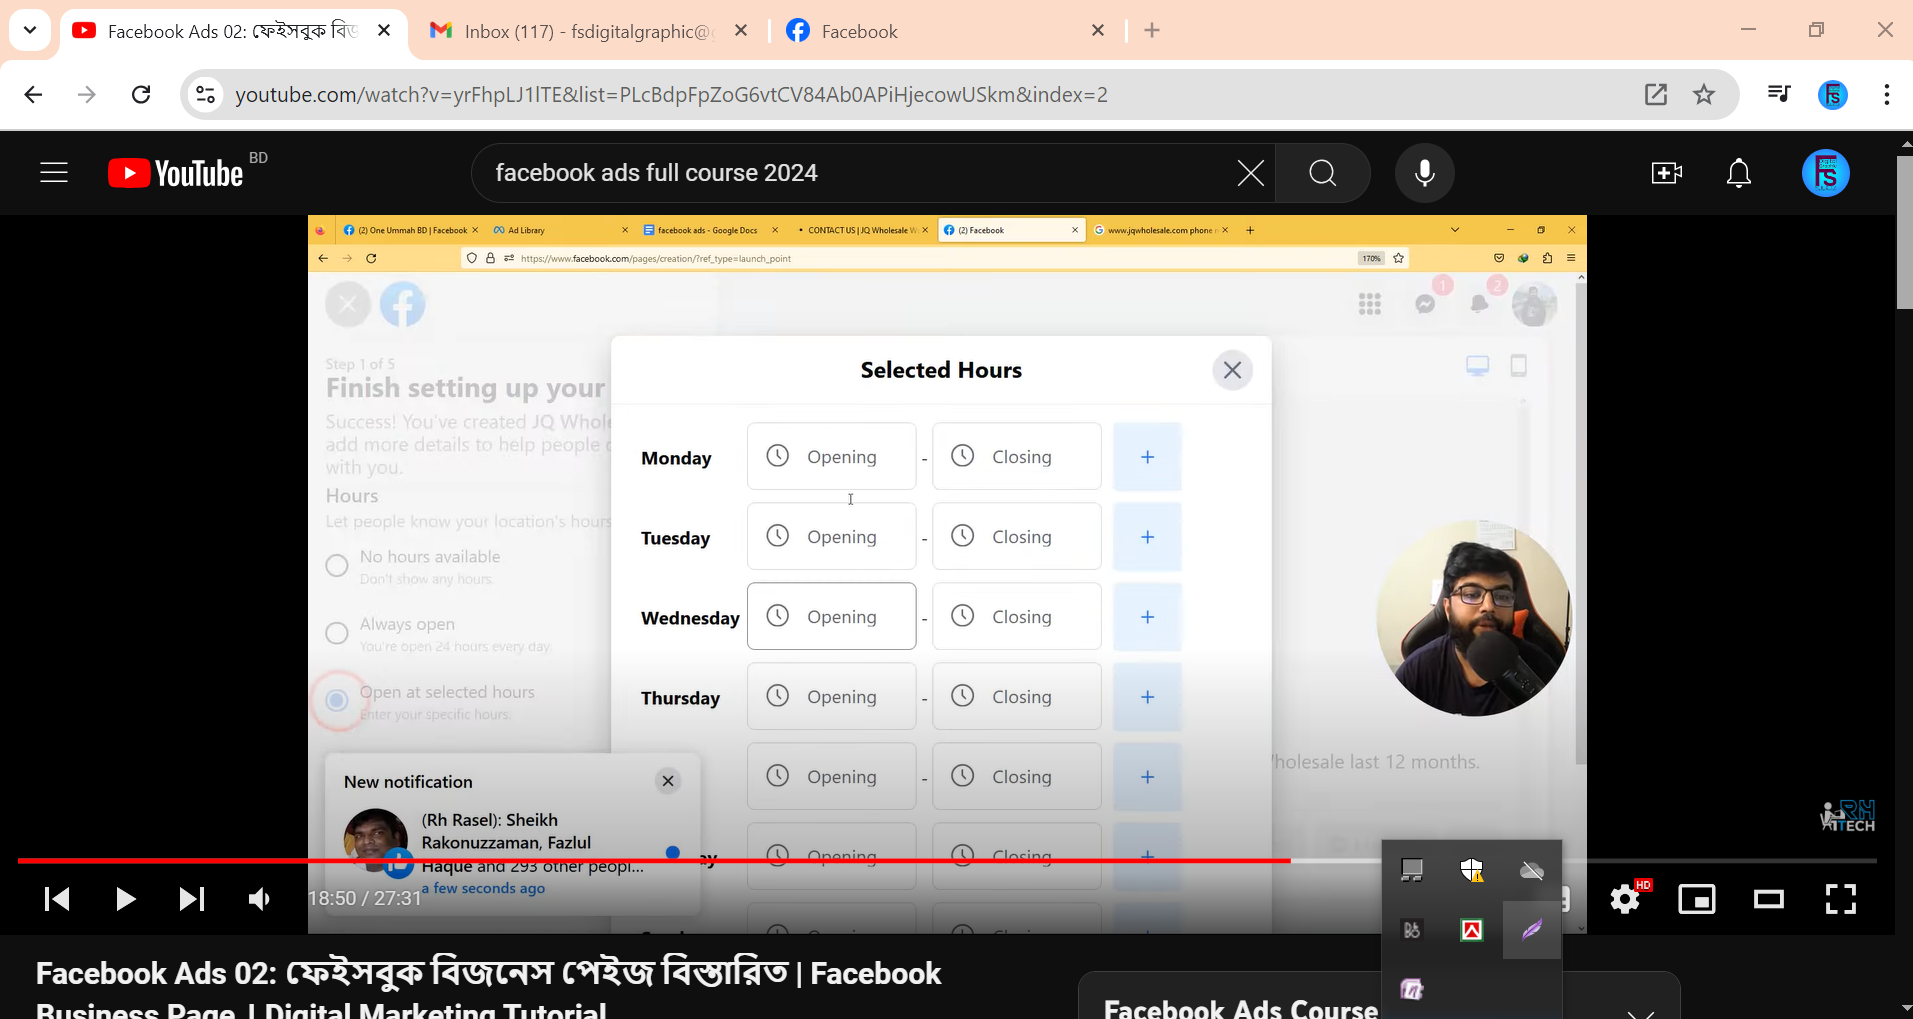 Facebook Ads 02: ফেইসবুক বিজ
Inbox (117) - fsdigitalgraphic@
Facebook
youtube.com/watch?v=yrFhpLJ1lTE&list=PLcBdpFpZoG6vtCV84Ab0APiHjecowUSkm&index=2
YouTube BD
facebook ads full course 2024
(2) One Ummah BD | Facebook
Ad Library
facebook ads - Google Docs
CONTACT US | JQ Wholesale W
(2) Facebook
www.jqwholesale.com phone n
https://www.facebook.com/pages/creation/?ref_type=launch_point
170%
1
2
Step 1 of 5
Finish setting up your
Success! You've created JQ Whole
add more details to help people
with you.
Hours
Let people know your location's hours
No hours available
Don't show any hours.
Always open
You're open 24 hours every day.
Open at selected hours
Enter your specific hours.
Selected Hours
Monday Opening - Closing +
Tuesday Opening - Closing +
Wednesday Opening - Closing +
Thursday Opening - Closing +
Opening - Closing +
ay Opening - Closing +
Wholesale last 12 months.
New notification
(Rh Rasel): Sheikh
Rakonuzzaman, Fazlul
Haque and 293 other peopl...
a few seconds ago
RH
ITECH
18:50 / 27:31
HD
Facebook Ads 02: ফেইসবুক বিজনেস পেইজ বিস্তারিত | Facebook
Business Page | Digital Marketing Tutorial
Facebook Ads Course